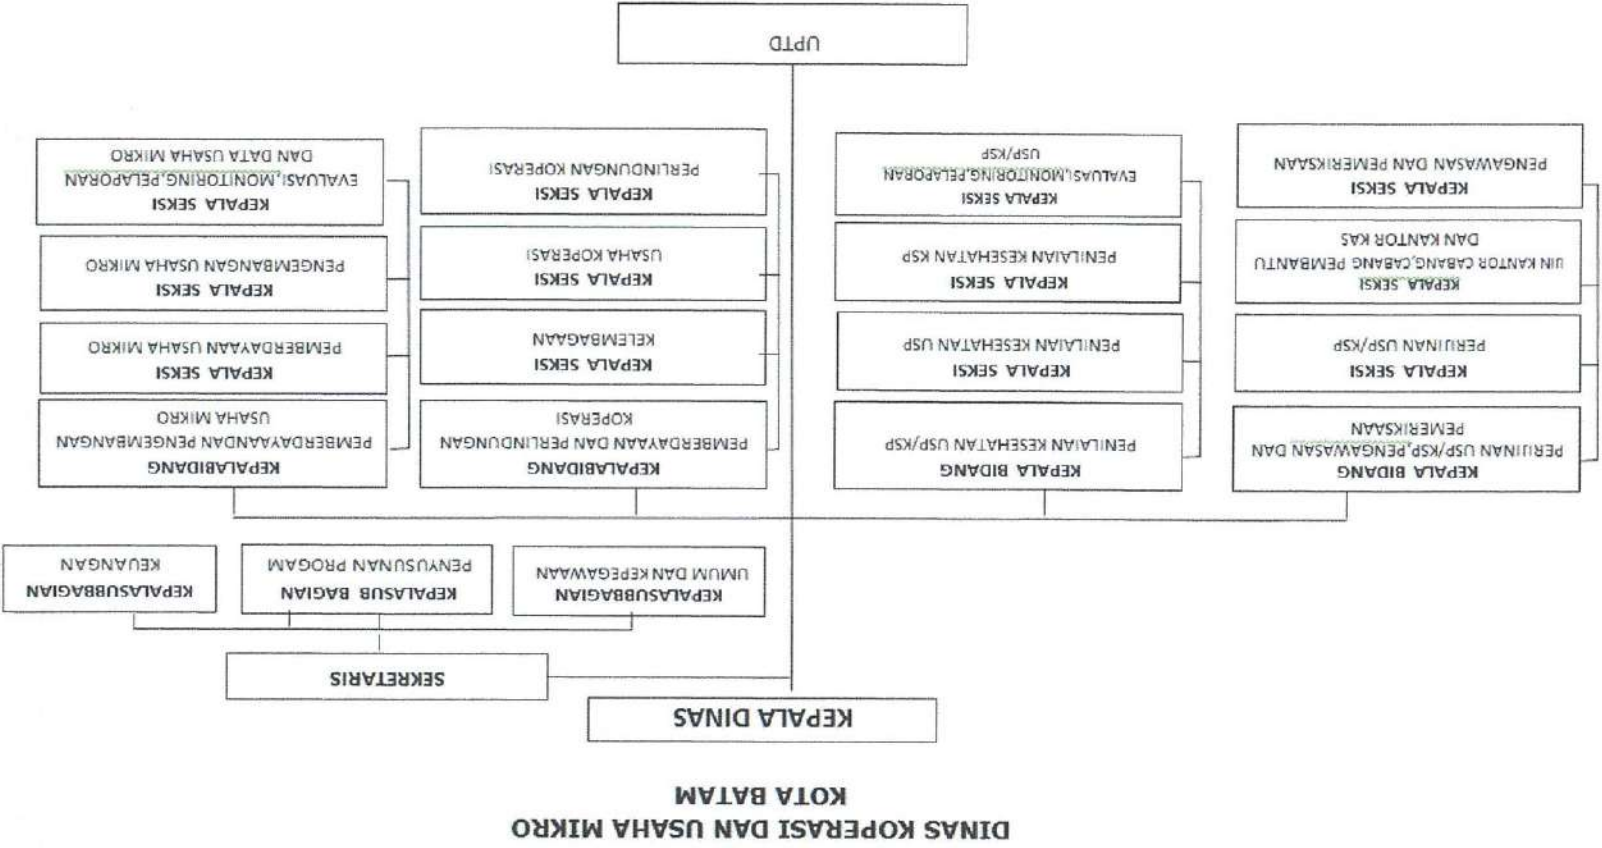 DINAS KOPERASI DAN USAHA MIKRO
KOTA BATAM
KEPALA DINAS
SEKRETARIS
KEPALASUBBAGIAN
UMUM DAN KEPEGAWAAN
KEPALASUB BAGIAN
PENYUSUNAN PROGAM
KEPALASUBBAGIAN
KEUANGAN
KEPALA BIDANG
PERIJINAN USP/KSP,PENGAWASAN DAN
PEMERIKSAAN
KEPALA SEKSI
PERIJINAN USP/KSP
KEPALA SEKSI
IJIN KANTOR CABANG,CABANG PEMBANTU
DAN KANTOR KAS
KEPALA SEKSI
PENGAWASAN DAN PEMERIKSAAN
KEPALA BIDANG
PENILAIAN KESEHATAN USP/KSP
KEPALA SEKSI
PENILAIAN KESEHATAN USP
KEPALA SEKSI
PENILAIAN KESEHATAN KSP
KEPALA SEKSI
EVALUASI,MONITORING,PELAPORAN
USP/KSP
KEPALABIDANG
PEMBERDAYAAN DAN PERLINDUNGAN
KOPERASI
KEPALA SEKSI
KELEMBAGAAN
KEPALA SEKSI
USAHA KOPERASI
KEPALA SEKSI
PERLINDUNGAN KOPERASI
KEPALABIDANG
PEMBERDAYAANDAN PENGEMBANGAN
USAHA MIKRO
KEPALA SEKSI
PEMBERDAYAAN USAHA MIKRO
KEPALA SEKSI
PENGEMBANGAN USAHA MIKRO
KEPALA SEKSI
EVALUASI,MONITORING,PELAPORAN
DAN DATA USAHA MIKRO
UPTD